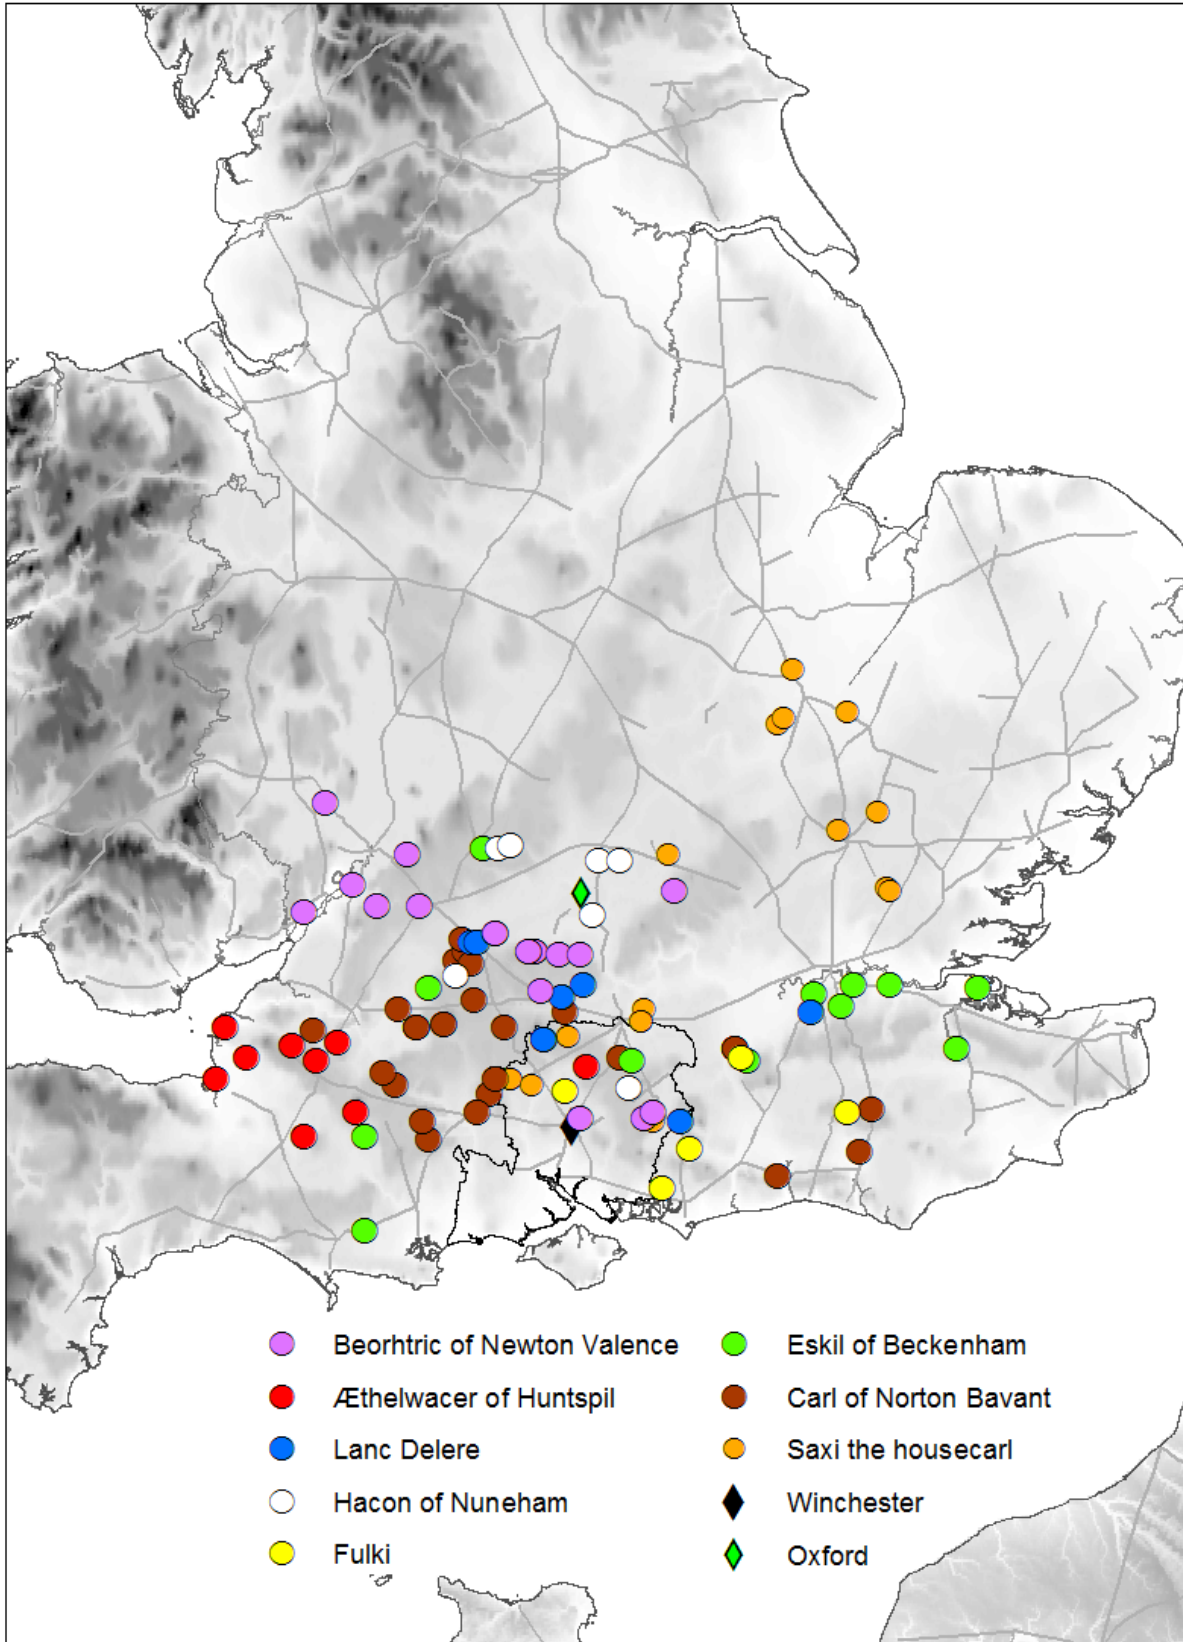 Beorhtric of Newton Valence
Æthelwacer of Huntspil
Lanc Delere
Hacon of Nuneham
Fulki
Eskil of Beckenham
Carl of Norton Bavant
Saxi the housecarl
Winchester
Oxford